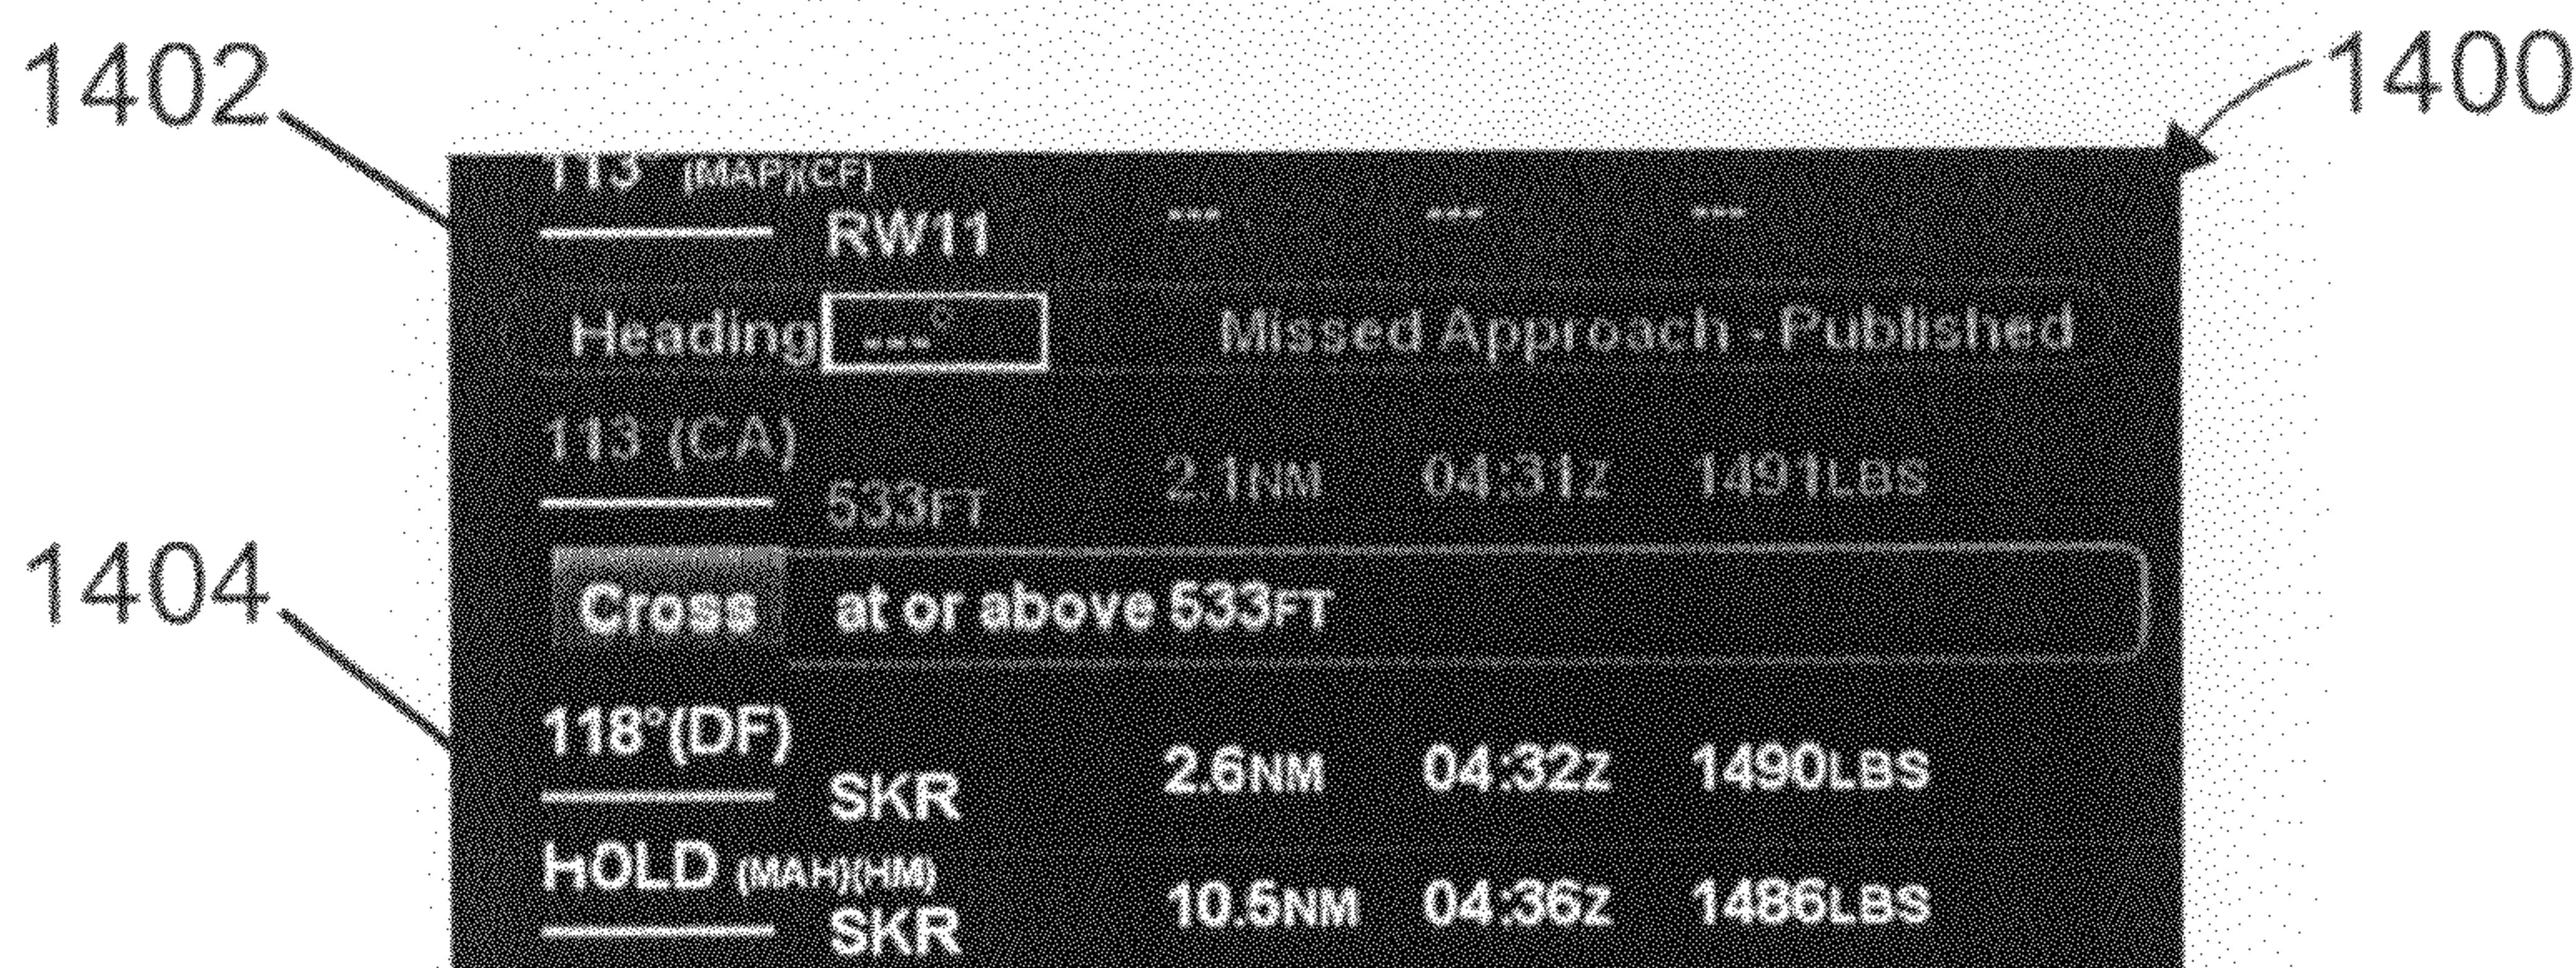 1402
1400
113° (MAP)(CF)
RW11 --- --- ---
Heading ---° Missed Approach - Published
113 (CA)
533FT 2.1NM 04:31Z 1491LBS
Cross at or above 533FT
1404
118°(DF)
SKR 2.6NM 04:32Z 1490LBS
HOLD (MAH)(HM)
SKR 10.5NM 04:36Z 1486LBS